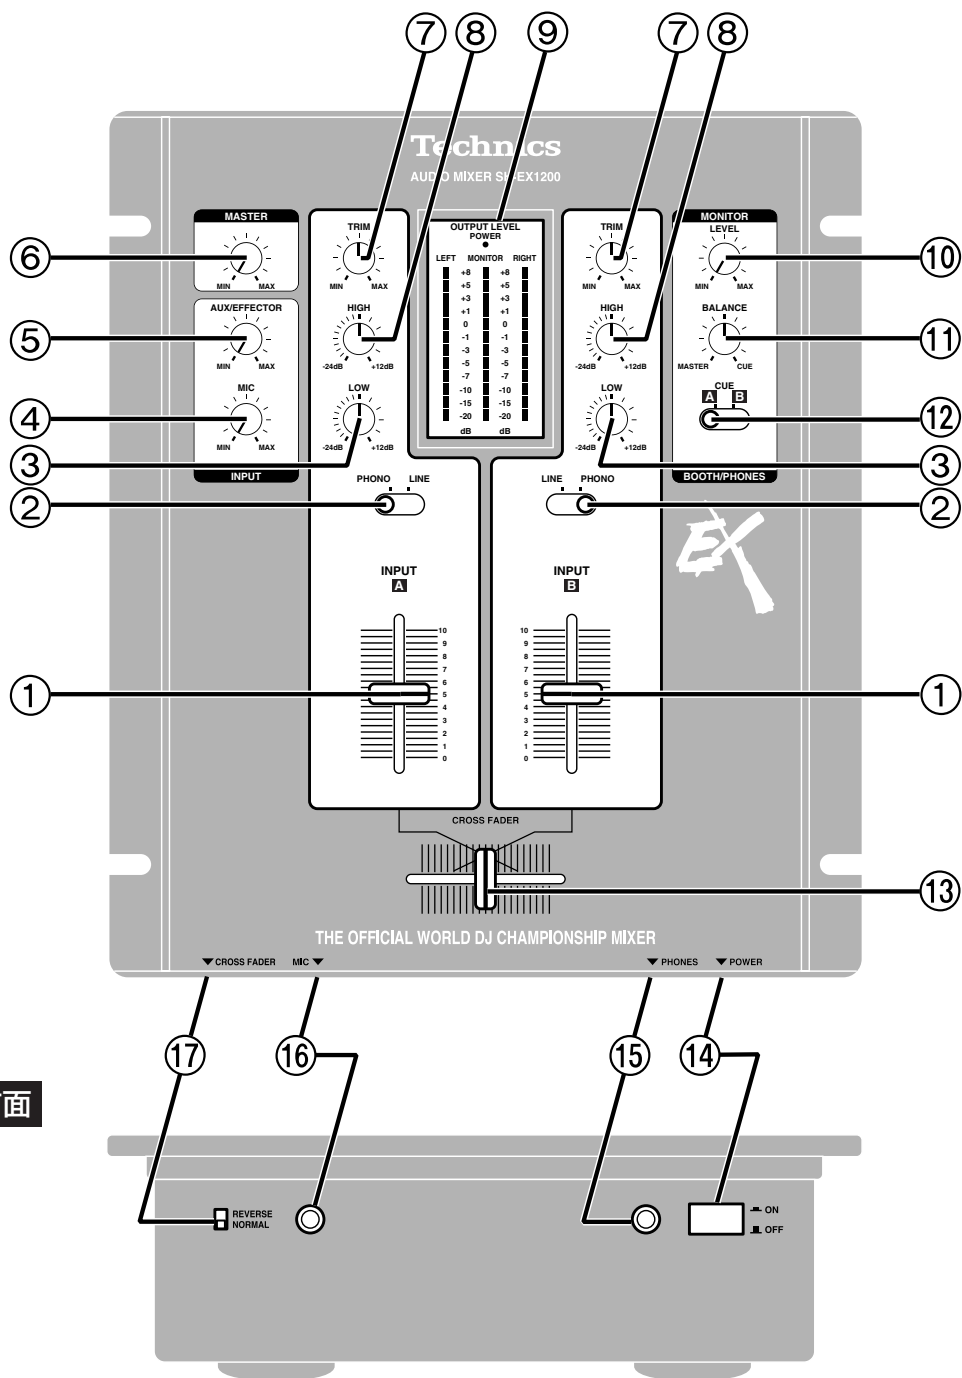 ⑦ ⑧ ⑨ ⑦ ⑧
Technics
AUDIO MIXER SH-EX1200
MASTER
MIN MAX
⑥
AUX/EFFECTOR
MIN MAX
⑤
MIC
MIN MAX
④
INPUT
③
②
①
TRIM
MIN MAX
HIGH
-24dB +12dB
LOW
-24dB +12dB
PHONO LINE
INPUT
A
10
9
8
7
6
5
4
3
2
1
0
OUTPUT LEVEL
POWER
LEFT MONITOR RIGHT
+8 +8
+5 +5
+3 +3
+1 +1
0 0
-1 -1
-3 -3
-5 -5
-7 -7
-10 -10
-15 -15
-20 -20
dB dB
TRIM
MIN MAX
HIGH
-24dB +12dB
LOW
-24dB +12dB
LINE PHONO
INPUT
B
10
9
8
7
6
5
4
3
2
1
0
MONITOR
LEVEL
MIN MAX
⑩
BALANCE
MASTER CUE
⑪
CUE
A B
⑫
BOOTH/PHONES
③
②
EX
①
CROSS FADER
⑬
THE OFFICIAL WORLD DJ CHAMPIONSHIP MIXER
▼CROSS FADER MIC▼ ▼PHONES ▼POWER
⑰ ⑯ ⑮ ⑭
面
REVERSE
NORMAL
ON
OFF